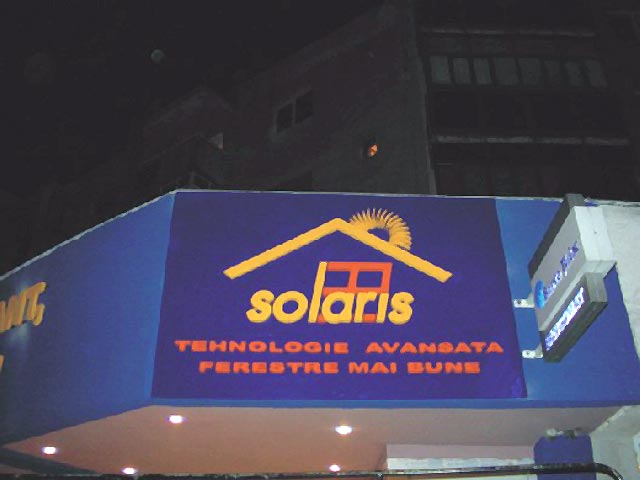 solaris
TEHNOLOGIE AVANSATA
FERESTRE MAI BUNE